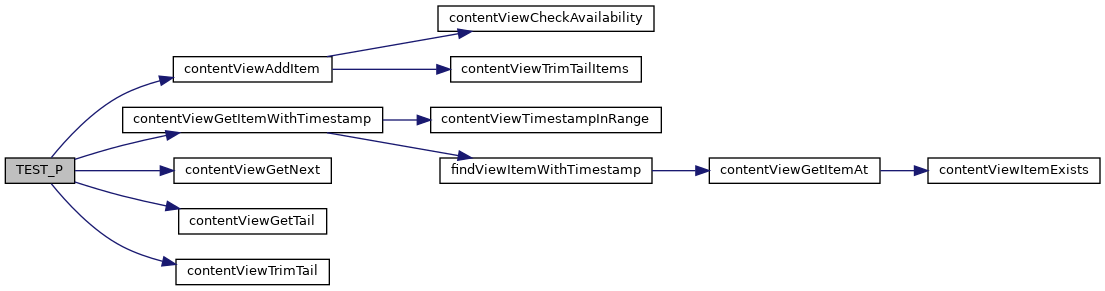 contentViewCheckAvailability
contentViewAddItem
contentViewTrimTailItems
contentViewGetItemWithTimestamp
contentViewTimestampInRange
TEST_P
contentViewGetNext
findViewItemWithTimestamp
contentViewGetItemAt
contentViewItemExists
contentViewGetTail
contentViewTrimTail